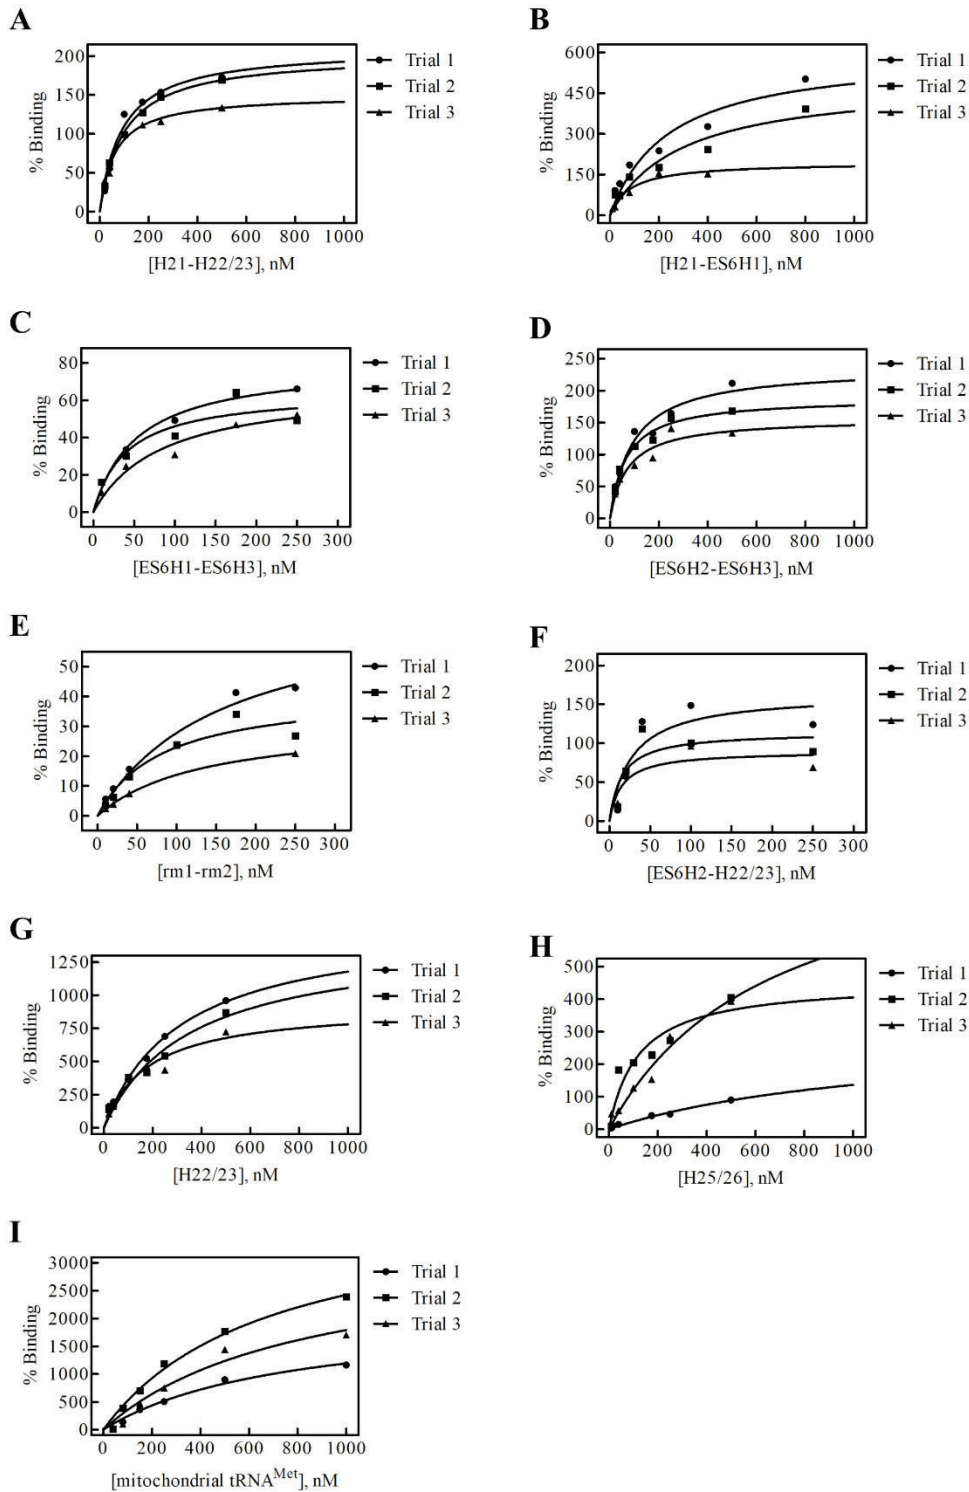 A
% Binding
200
150
100
50
0
0 200 400 600 800 1000
[H21-H22/23], nM
Trial 1
Trial 2
Trial 3
B
% Binding
600
450
300
150
0
0 200 400 600 800 1000
[H21-ES6H1], nM
Trial 1
Trial 2
Trial 3
C
% Binding
80
60
40
20
0
0 50 100 150 200 250 300
[ES6H1-ES6H3], nM
Trial 1
Trial 2
Trial 3
D
% Binding
250
200
150
100
50
0
0 200 400 600 800 1000
[ES6H2-ES6H3], nM
Trial 1
Trial 2
Trial 3
E
% Binding
50
40
30
20
10
0
0 50 100 150 200 250 300
[rm1-rm2], nM
Trial 1
Trial 2
Trial 3
F
% Binding
200
150
100
50
0
0 50 100 150 200 250 300
[ES6H2-H22/23], nM
Trial 1
Trial 2
Trial 3
G
% Binding
1250
1000
750
500
250
0
0 200 400 600 800 1000
[H22/23], nM
Trial 1
Trial 2
Trial 3
H
% Binding
500
400
300
200
100
0
0 200 400 600 800 1000
[H25/26], nM
Trial 1
Trial 2
Trial 3
I
% Binding
3000
2500
2000
1500
1000
500
0
0 200 400 600 800 1000
[mitochondrial tRNA^Met], nM
Trial 1
Trial 2
Trial 3